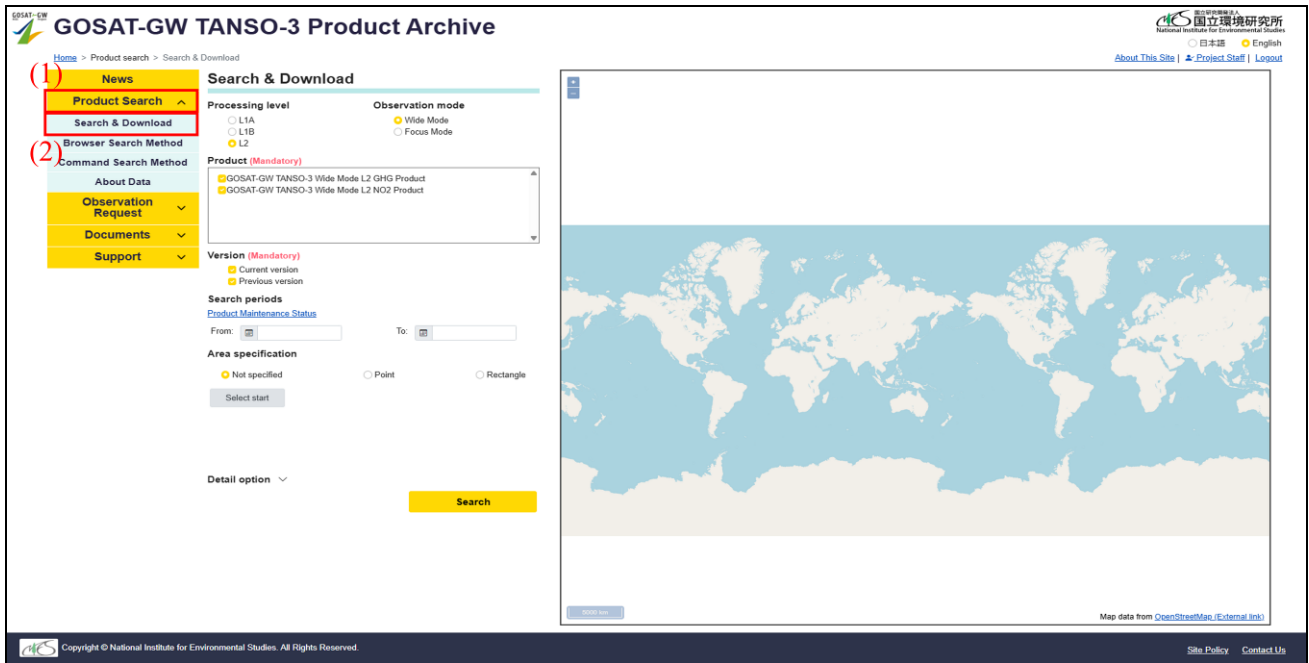 GOSAT-GW
GOSAT-GW TANSO-3 Product Archive
国立研究開発法人
国立環境研究所
National Institute for Environmental Studies
日本語 English
Home > Product search > Search & Download
About This Site | Project Staff | Logout
(1)
News
Product Search
Search & Download
(2)
Browser Search Method
Command Search Method
About Data
Observation
Request
Documents
Support
Search & Download
Processing level Observation mode
L1A Wide Mode
L1B Focus Mode
L2
Product (Mandatory)
GOSAT-GW TANSO-3 Wide Mode L2 GHG Product
GOSAT-GW TANSO-3 Wide Mode L2 NO2 Product
Version (Mandatory)
Current version
Previous version
Search periods
Product Maintenance Status
From: To:
Area specification
Not specified Point Rectangle
Select start
Detail option
Search
+
−
5000 km
Map data from OpenStreetMap (External link)
NIES
Copyright © National Institute for Environmental Studies. All Rights Reserved.
Site Policy Contact Us